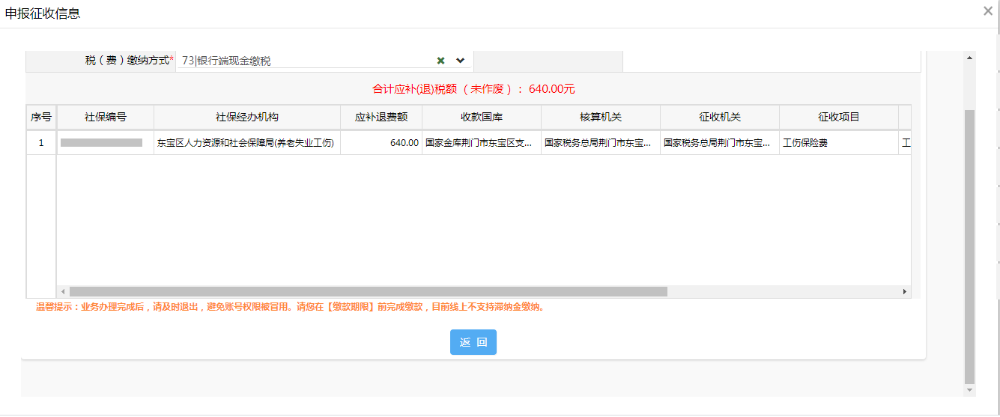 申报征收信息
税（费）缴纳方式* 73|银行端现金缴税
合计应补(退)税额 （未作废）： 640.00元
序号 社保编号 社保经办机构 应补退费额 收款国库 核算机关 征收机关 征收项目
1 东宝区人力资源和社会保障局(养老失业工伤) 640.00 国家金库荆门市东宝区支... 国家税务总局荆门市东宝... 国家税务总局荆门市东宝... 工伤保险费 工
温馨提示：业务办理完成后，请及时退出，避免账号权限被冒用。请您在【缴款期限】前完成缴款，目前线上不支持滞纳金缴纳。
返 回